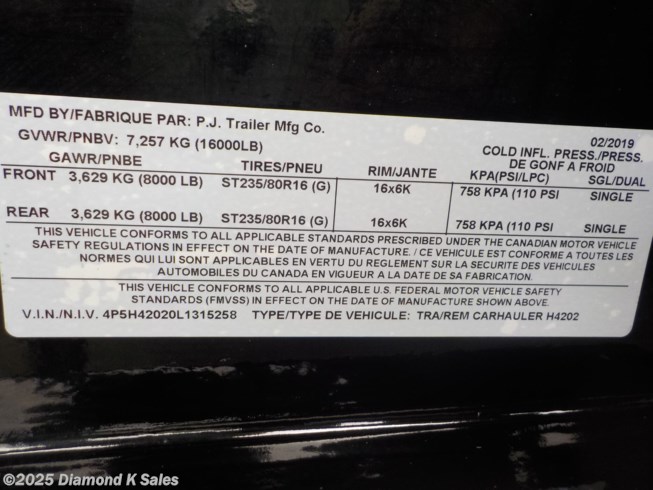 MFD BY/FABRIQUE PAR: P.J. Trailer Mfg Co.
02/2019
GVWR/PNBV: 7,257 KG (16000LB)
COLD INFL. PRESS./PRESS.
DE GONF A FROID
GAWR/PNBE TIRES/PNEU RIM/JANTE KPA(PSI/LPC) SGL/DUAL
FRONT 3,629 KG (8000 LB) ST235/80R16 (G) 16x6K 758 KPA (110 PSI SINGLE
REAR 3,629 KG (8000 LB) ST235/80R16 (G) 16x6K 758 KPA (110 PSI SINGLE
THIS VEHICLE CONFORMS TO ALL APPLICABLE STANDARDS PRESCRIBED UNDER THE CANADIAN MOTOR VEHICLE
SAFETY REGULATIONS IN EFFECT ON THE DATE OF MANUFACTURE. / CE VEHICULE EST CONFORME A TOUTES LES
NORMES QUI LUI SONT APPLICABLES EN VERTU DU REGLEMENT SUR LA SECURITE DES VEHICULES
AUTOMOBILES DU CANADA EN VIGUEUR A LA DATE DE SA FABRICATION.
THIS VEHICLE CONFORMS TO ALL APPLICABLE U.S. FEDERAL MOTOR VEHICLE SAFETY
STANDARDS (FMVSS) IN EFFECT ON THE DATE OF MANUFACTURE SHOWN ABOVE.
V.I.N./N.I.V. 4P5H42020L1315258 TYPE/TYPE DE VEHICULE: TRA/REM CARHAULER H4202
©2025 Diamond K Sales